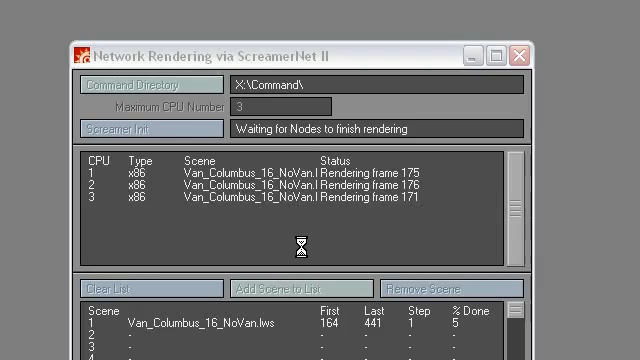 Network Rendering via ScreamerNet II
Command Directory X:\Command\
Maximum CPU Number 3
Screamer Init Waiting for Nodes to finish rendering
CPU Type Scene Status
1 x86 Van_Columbus_16_NoVan.l Rendering frame 175
2 x86 Van_Columbus_16_NoVan.l Rendering frame 176
3 x86 Van_Columbus_16_NoVan.l Rendering frame 171
Clear List Add Scene to List Remove Scene
Scene First Last Step % Done
1 Van_Columbus_16_NoVan.lws 164 441 1 5
2 - - - -
3 - - - -
4 - - - -